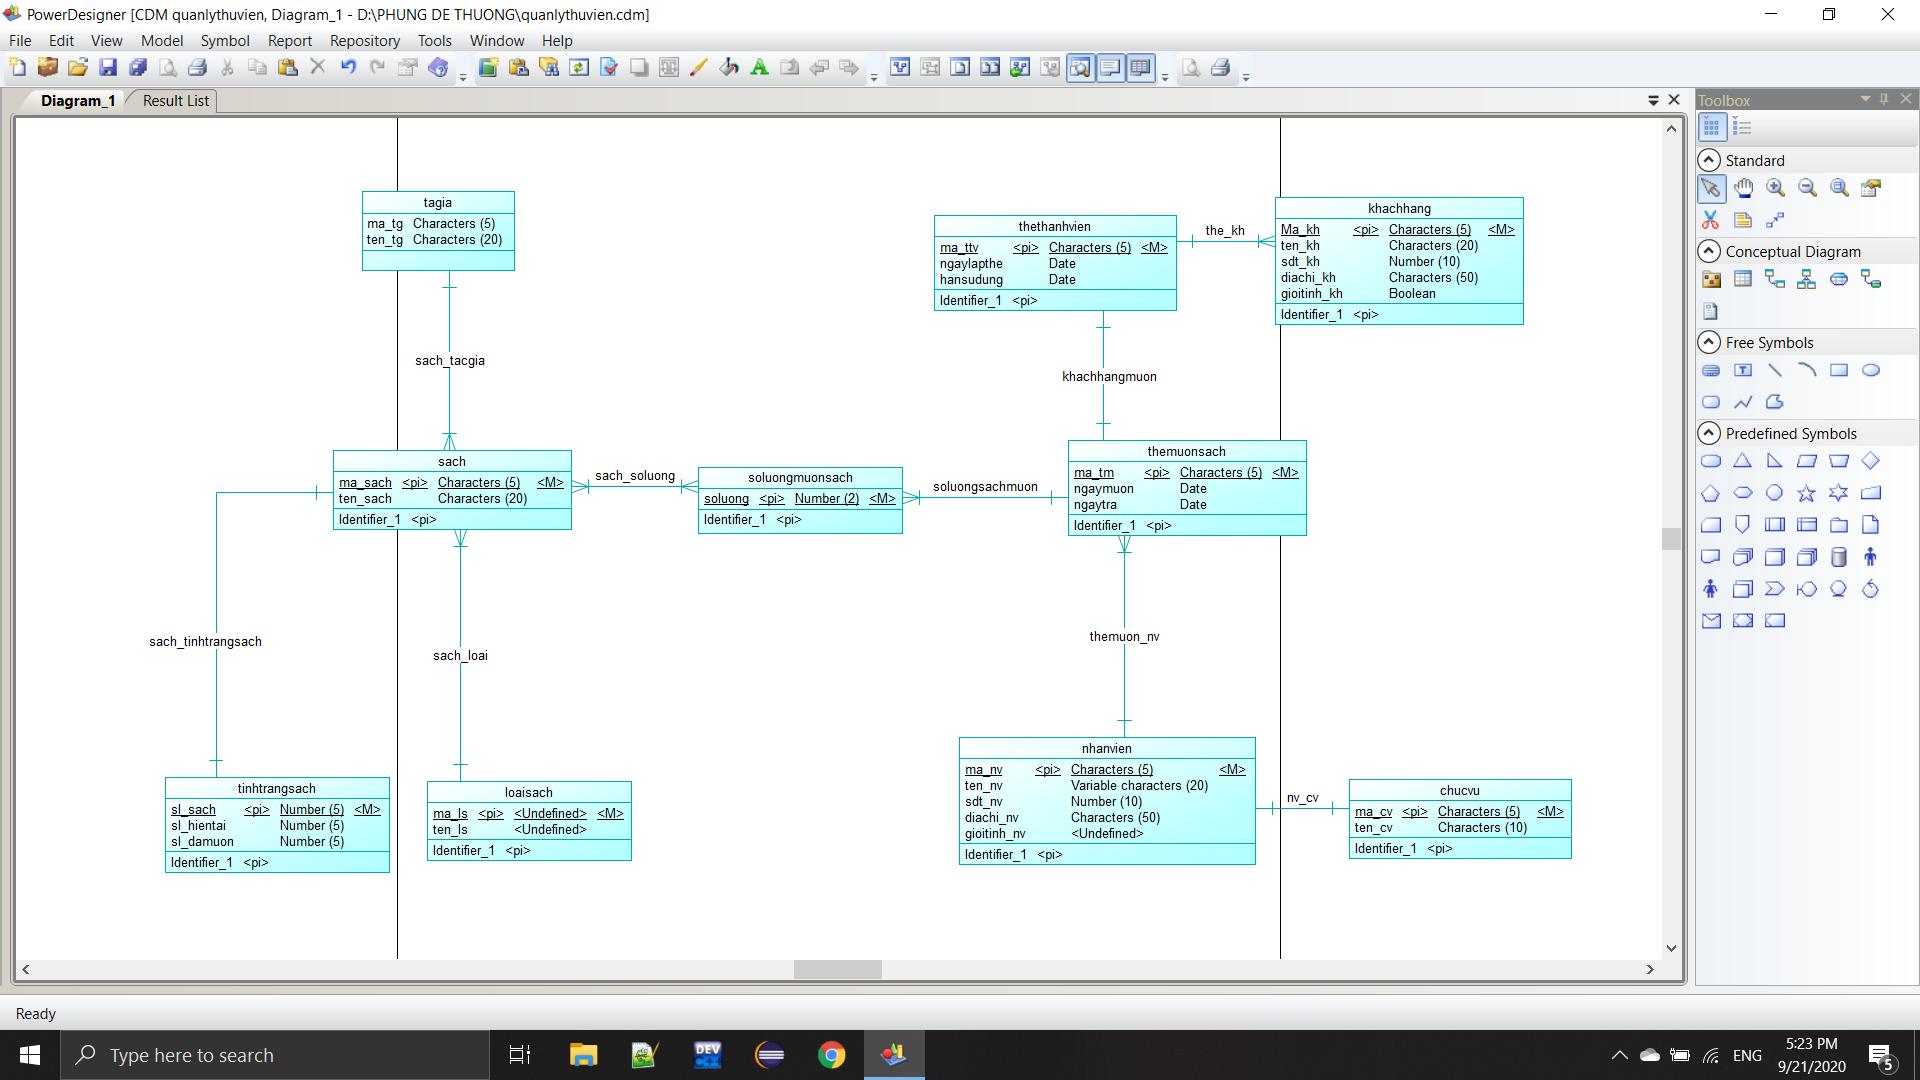 PowerDesigner [CDM quanlythuvien, Diagram_1 - D:\PHUNG DE THUONG\quanlythuvien.cdm]
File Edit View Model Symbol Report Repository Tools Window Help
Diagram_1 Result List
Toolbox
Standard
Conceptual Diagram
Free Symbols
Predefined Symbols
tagia
ma_tg Characters (5)
ten_tg Characters (20)
thethanhvien
ma_ttv <pi> Characters (5) <M>
ngaylapthe Date
hansudung Date
Identifier_1 <pi>
the_kh
khachhang
Ma_kh <pi> Characters (5) <M>
ten_kh Characters (20)
sdt_kh Number (10)
diachi_kh Characters (50)
gioitinh_kh Boolean
Identifier_1 <pi>
sach_tacgia
khachhangmuon
sach
ma_sach <pi> Characters (5) <M>
ten_sach Characters (20)
Identifier_1 <pi>
sach_soluong
soluongmuonsach
soluong <pi> Number (2) <M>
Identifier_1 <pi>
soluongsachmuon
themuonsach
ma_tm <pi> Characters (5) <M>
ngaymuon Date
ngaytra Date
Identifier_1 <pi>
sach_tinhtrangsach
sach_loai
themuon_nv
tinhtrangsach
sl_sach <pi> Number (5) <M>
sl_hientai Number (5)
sl_damuon Number (5)
Identifier_1 <pi>
loaisach
ma_ls <pi> <Undefined> <M>
ten_ls <Undefined>
Identifier_1 <pi>
nhanvien
ma_nv <pi> Characters (5) <M>
ten_nv Variable characters (20)
sdt_nv Number (10)
diachi_nv Characters (50)
gioitinh_nv <Undefined>
Identifier_1 <pi>
nv_cv
chucvu
ma_cv <pi> Characters (5) <M>
ten_cv Characters (10)
Identifier_1 <pi>
Ready
Type here to search
DEV
ENG
5:23 PM
9/21/2020
5